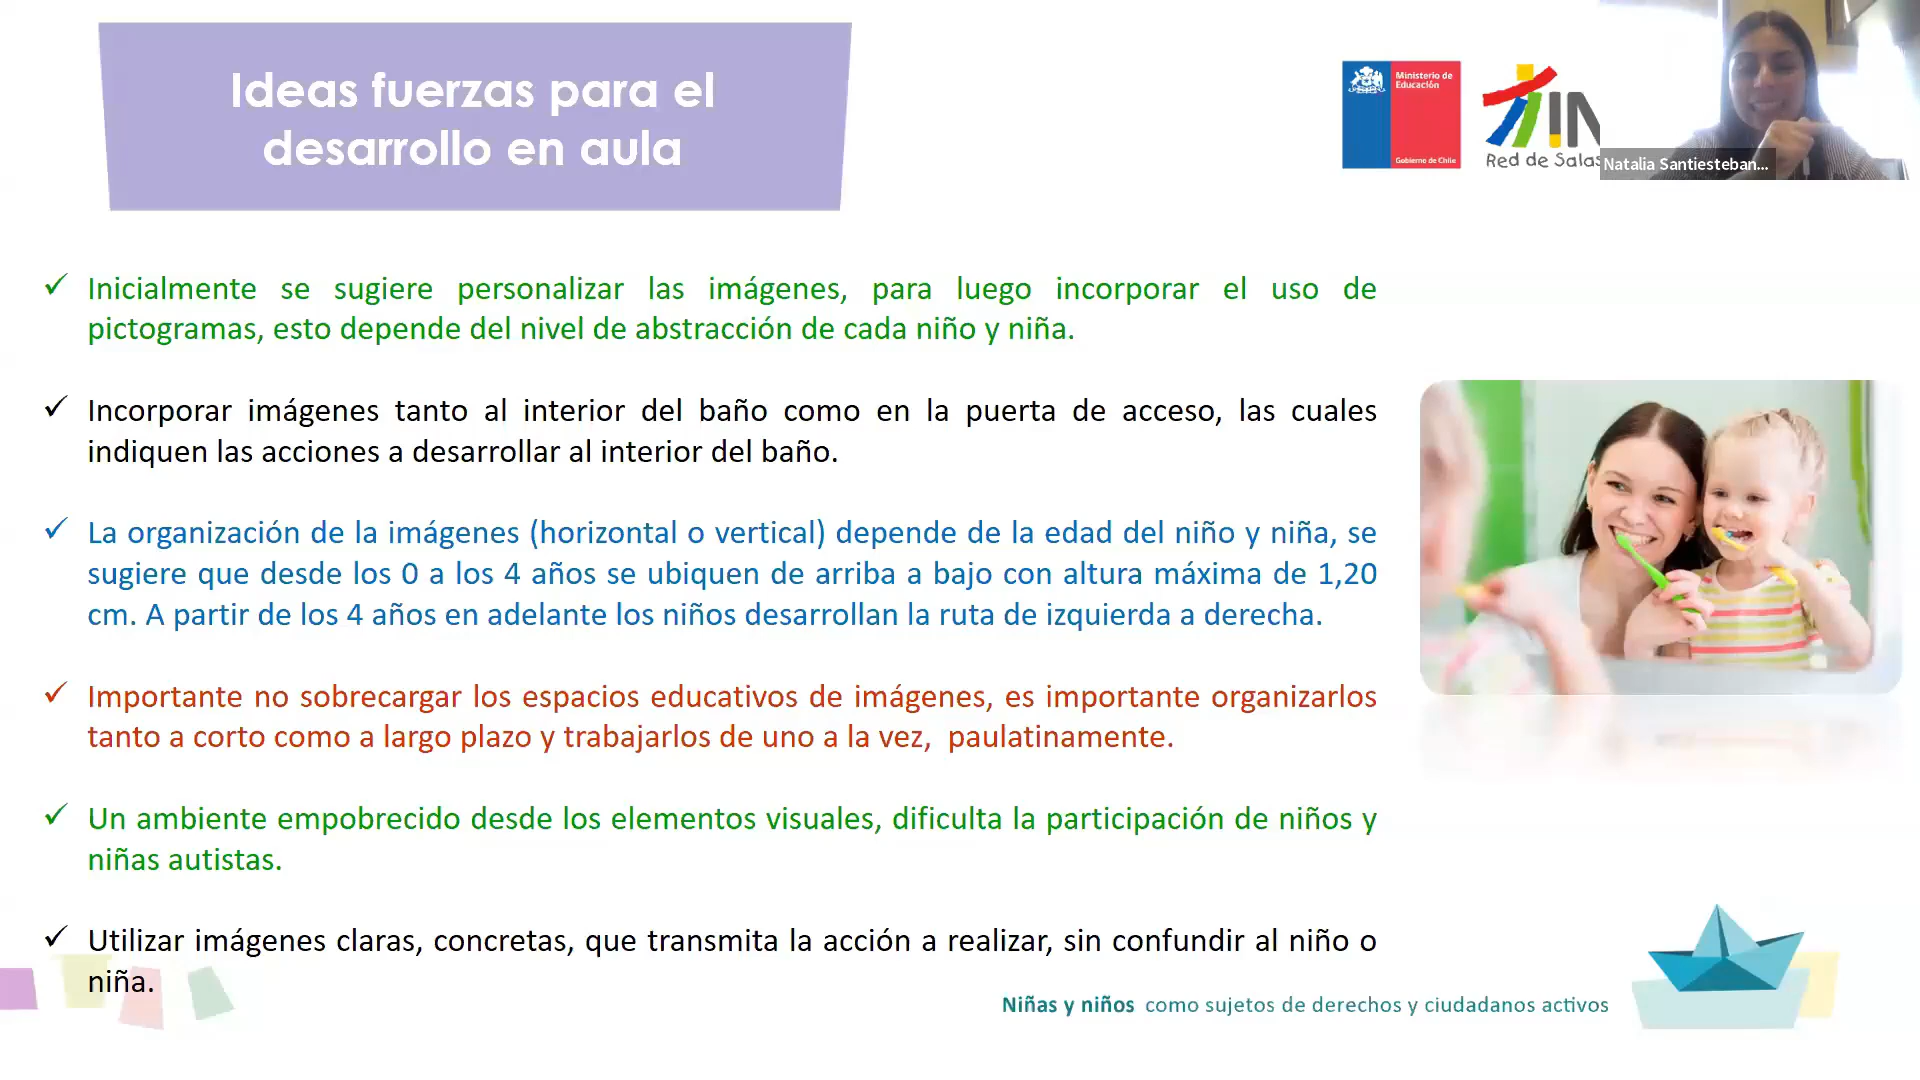 Ideas fuerzas para el
desarrollo en aula
Ministerio de
Educación
Gobierno de Chile
IN
Red de Salas
Natalia Santiesteban...
Inicialmente se sugiere personalizar las imágenes, para luego incorporar el uso de
pictogramas, esto depende del nivel de abstracción de cada niño y niña.
Incorporar imágenes tanto al interior del baño como en la puerta de acceso, las cuales
indiquen las acciones a desarrollar al interior del baño.
La organización de la imágenes (horizontal o vertical) depende de la edad del niño y niña, se
sugiere que desde los 0 a los 4 años se ubiquen de arriba a bajo con altura máxima de 1,20
cm. A partir de los 4 años en adelante los niños desarrollan la ruta de izquierda a derecha.
Importante no sobrecargar los espacios educativos de imágenes, es importante organizarlos
tanto a corto como a largo plazo y trabajarlos de uno a la vez, paulatinamente.
Un ambiente empobrecido desde los elementos visuales, dificulta la participación de niños y
niñas autistas.
Utilizar imágenes claras, concretas, que transmita la acción a realizar, sin confundir al niño o
niña.
Niñas y niños como sujetos de derechos y ciudadanos activos